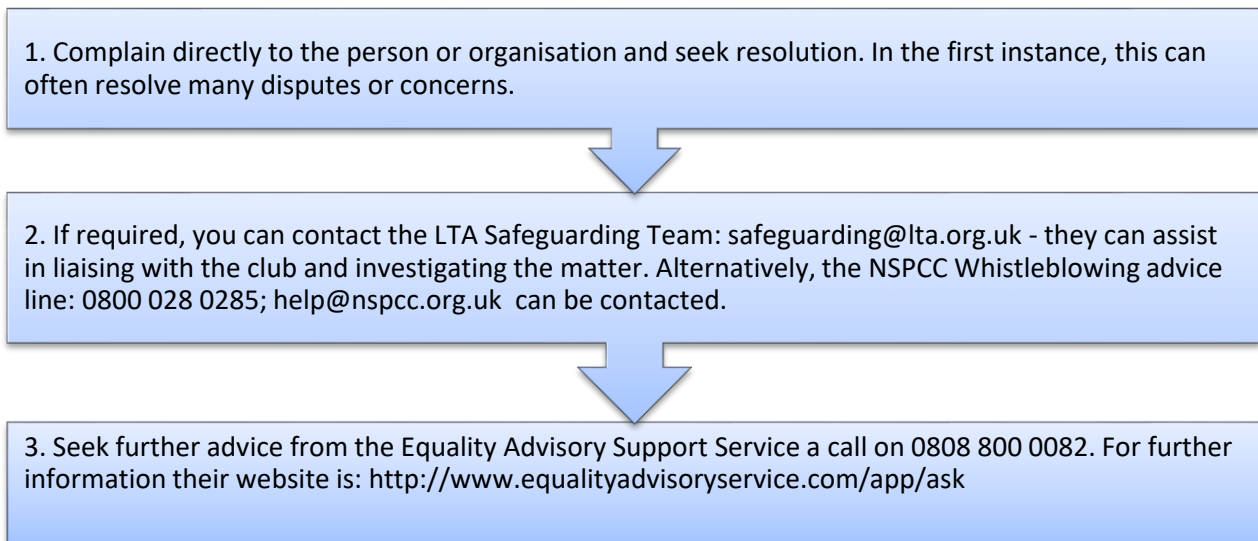 1. Complain directly to the person or organisation and seek resolution. In the first instance, this can
often resolve many disputes or concerns.
2. If required, you can contact the LTA Safeguarding Team: safeguarding@lta.org.uk - they can assist
in liaising with the club and investigating the matter. Alternatively, the NSPCC Whistleblowing advice
line: 0800 028 0285; help@nspcc.org.uk  can be contacted.
3. Seek further advice from the Equality Advisory Support Service a call on 0808 800 0082. For further
information their website is: http://www.equalityadvisoryservice.com/app/ask